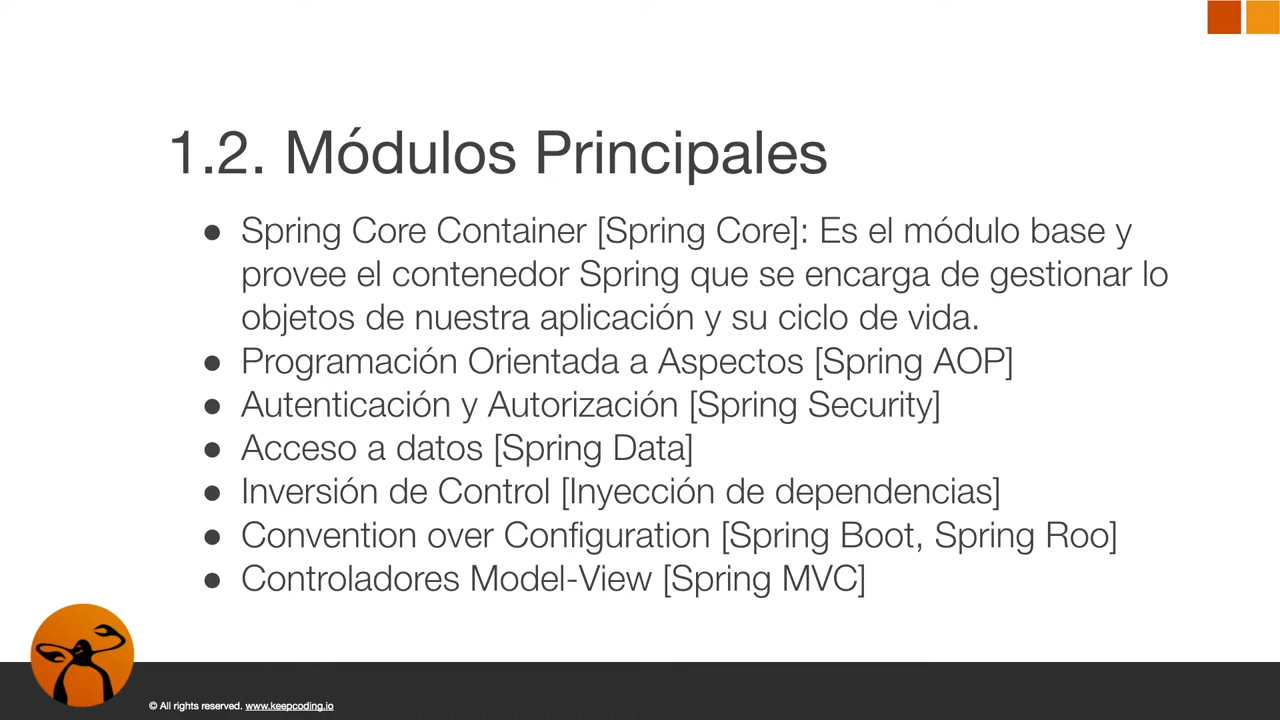 1.2. Módulos Principales
● Spring Core Container [Spring Core]: Es el módulo base y
provee el contenedor Spring que se encarga de gestionar lo
objetos de nuestra aplicación y su ciclo de vida.
● Programación Orientada a Aspectos [Spring AOP]
● Autenticación y Autorización [Spring Security]
● Acceso a datos [Spring Data]
● Inversión de Control [Inyección de dependencias]
● Convention over Configuration [Spring Boot, Spring Roo]
● Controladores Model-View [Spring MVC]
© All rights reserved. www.keepcoding.io